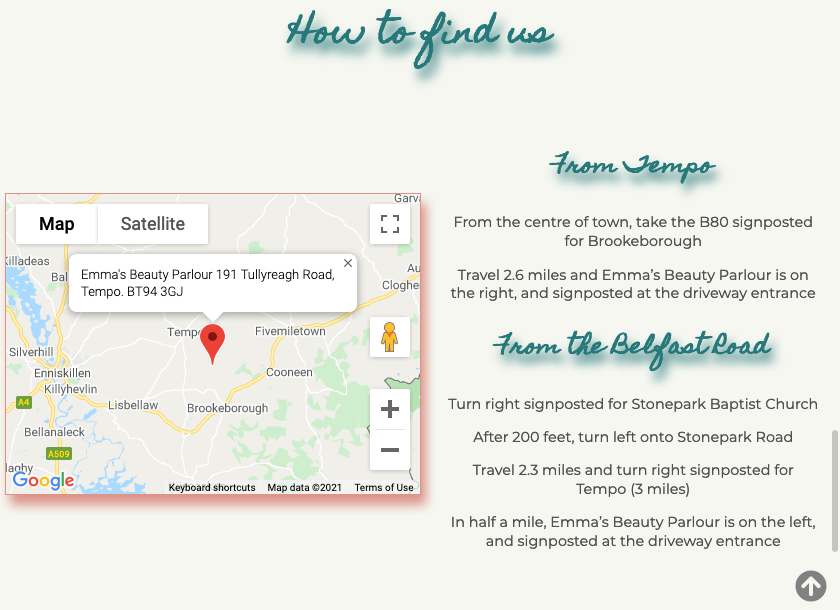 How to find us
Map
Satellite
Garva
Killadeas
Bal
Emma's Beauty Parlour 191 Tullyreagh Road,
Tempo. BT94 3GJ
Clogher
Tempo
Fivemiletown
Silverhill
Enniskillen
Cooneen
Killyhevlin
A4
Lisbellaw
Brookeborough
Bellanaleck
A509
Google
Keyboard shortcuts
Map data ©2021
Terms of Use
From Tempo
From the centre of town, take the B80 signposted
for Brookeborough
Travel 2.6 miles and Emma’s Beauty Parlour is on
the right, and signposted at the driveway entrance
From the Belfast Road
Turn right signposted for Stonepark Baptist Church
After 200 feet, turn left onto Stonepark Road
Travel 2.3 miles and turn right signposted for
Tempo (3 miles)
In half a mile, Emma’s Beauty Parlour is on the left,
and signposted at the driveway entrance